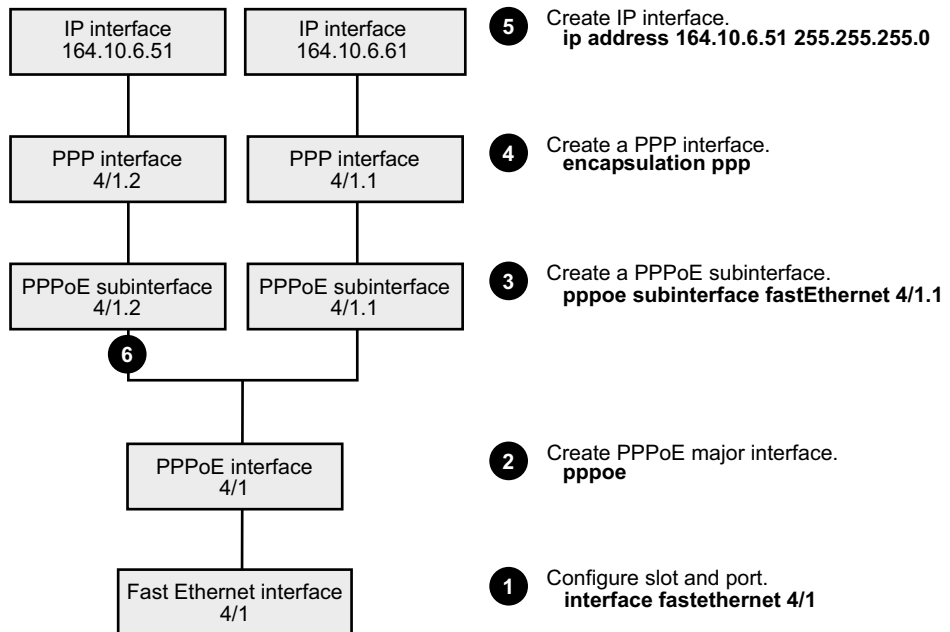 IP interface
164.10.6.51
IP interface
164.10.6.61
5
Create IP interface.
ip address 164.10.6.51 255.255.255.0
PPP interface
4/1.2
PPP interface
4/1.1
4
Create a PPP interface.
encapsulation ppp
PPPoE subinterface
4/1.2
PPPoE subinterface
4/1.1
3
Create a PPPoE subinterface.
pppoe subinterface fastEthernet 4/1.1
6
PPPoE interface
4/1
2
Create PPPoE major interface.
pppoe
Fast Ethernet interface
4/1
1
Configure slot and port.
interface fastethernet 4/1